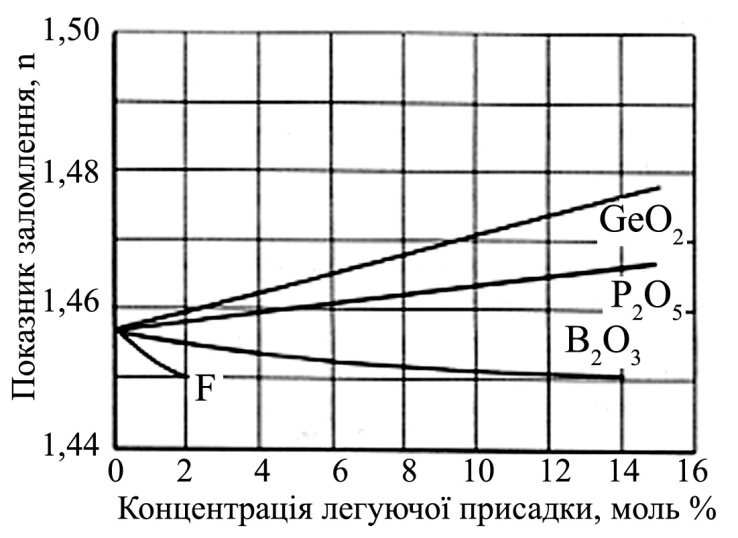 Показник заломлення, n
1,50
1,48
1,46
1,44
GeO₂
P₂O₅
B₂O₃
F
0 2 4 6 8 10 12 14 16
Концентрація легуючої присадки, моль %